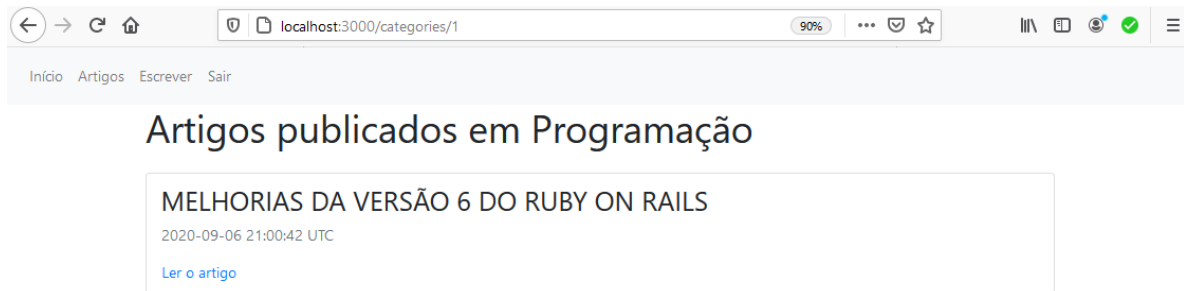 localhost:3000/categories/1 90%
Início Artigos Escrever Sair
Artigos publicados em Programação
MELHORIAS DA VERSÃO 6 DO RUBY ON RAILS
2020-09-06 21:00:42 UTC
Ler o artigo